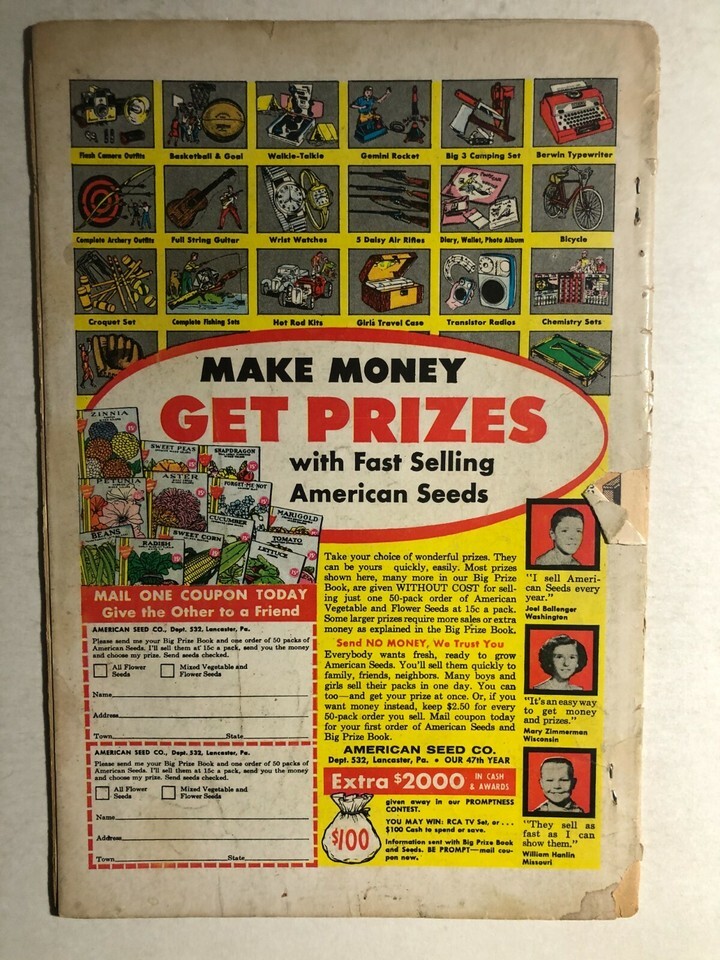 Flash Camera Outfits Basketball & Goal Walkie-Talkie Gemini Rocket Big 3 Camping Set Berwin Typewriter
Complete Archery Outfits Full String Guitar Wrist Watches 5 Daisy Air Rifles Diary, Wallet, Photo Album Bicycle
Croquet Set Complete Fishing Sets Hot Rod Kits Girls Travel Case Transistor Radios Chemistry Sets
MAKE MONEY
GET PRIZES
with Fast Selling
American Seeds
ZINNIA
SWEET PEAS
SNAPDRAGON
PETUNIA
ASTER
FORGET-ME-NOT
CUCUMBER
MARIGOLD
BEANS
RADISH
SWEET CORN
TOMATO
LETTUCE
MAIL ONE COUPON TODAY
Give the Other to a Friend
AMERICAN SEED CO., Dept. 532, Lancaster, Pa.
Please send me your Big Prize Book and one order of 50 packs of
American Seeds. I'll sell them at 15c a pack, send you the money
and choose my prize. Send seeds checked.
All Flower Seeds
Mixed Vegetable and Flower Seeds
Name
Address
Town State
AMERICAN SEED CO., Dept. 532, Lancaster, Pa.
Please send me your Big Prize Book and one order of 50 packs of
American Seeds. I'll sell them at 15c a pack, send you the money
and choose my prize. Send seeds checked.
All Flower Seeds
Mixed Vegetable and Flower Seeds
Name
Address
Town State
Take your choice of wonderful prizes. They
can be yours quickly, easily. Most prizes
shown here, many more in our Big Prize
Book, are given WITHOUT COST for sell-
ing just one 50-pack order of American
Vegetable and Flower Seeds at 15c a pack.
Some larger prizes require more sales or extra
money as explained in the Big Prize Book.
Send NO MONEY, We Trust You
Everybody wants fresh, ready to grow
American Seeds. You'll sell them quickly to
family, friends, neighbors. Many boys and
girls sell their packs in one day. You can
too—and get your prize at once. Or, if you
want money instead, keep $2.50 for every
50-pack order you sell. Mail coupon today
for your first order of American Seeds and
Big Prize Book.
AMERICAN SEED CO.
Dept. 532, Lancaster, Pa. • OUR 47th YEAR
Extra $2000 IN CASH & AWARDS
$100
given away in our PROMPTNESS
CONTEST.
YOU MAY WIN: RCA TV Set, or...
$100 Cash to spend or save.
Information sent with Big Prize Book
and Seeds. BE PROMPT—mail cou-
pon now.
"I sell Ameri-
can Seeds every
year."
Joel Ballenger
Washington
"It's an easy way
to get money
and prizes."
Mary Zimmerman
Wisconsin
"They sell as
fast as I can
show them."
William Hanlin
Missouri